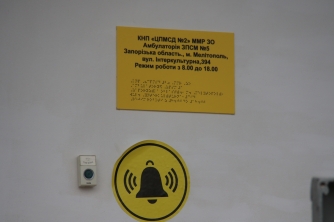 КНП «ЦПМСД №2» ММР ЗО
Амбулаторія ЗПСМ №5
Запорізька область., м. Мелітополь,
вул. Інтеркультурна,394
Режим роботи з 8.00 до 18.00